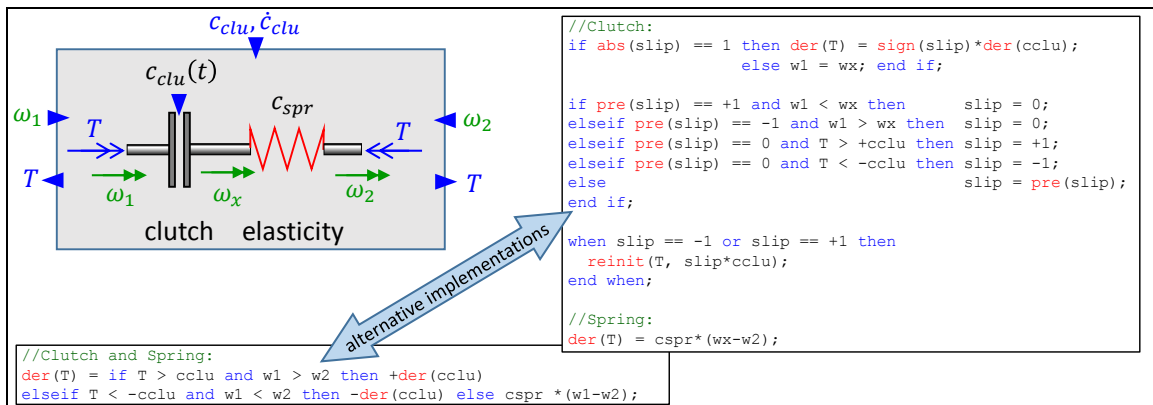 c_clu, ċ_clu
c_clu(t)
c_spr
ω_1
ω_2
T
T
T
T
ω_1
ω_x
ω_2
clutch elasticity
alternative implementations
//Clutch:
if abs(slip) == 1 then der(T) = sign(slip)*der(cclu);
else w1 = wx; end if;
if pre(slip) == +1 and w1 < wx then slip = 0;
elseif pre(slip) == -1 and w1 > wx then slip = 0;
elseif pre(slip) == 0 and T > +cclu then slip = +1;
elseif pre(slip) == 0 and T < -cclu then slip = -1;
else slip = pre(slip);
end if;
when slip == -1 or slip == +1 then
reinit(T, slip*cclu);
end when;
//Spring:
der(T) = cspr*(wx-w2);
//Clutch and Spring:
der(T) = if T > cclu and w1 > w2 then +der(cclu)
elseif T < -cclu and w1 < w2 then -der(cclu) else cspr *(w1-w2);